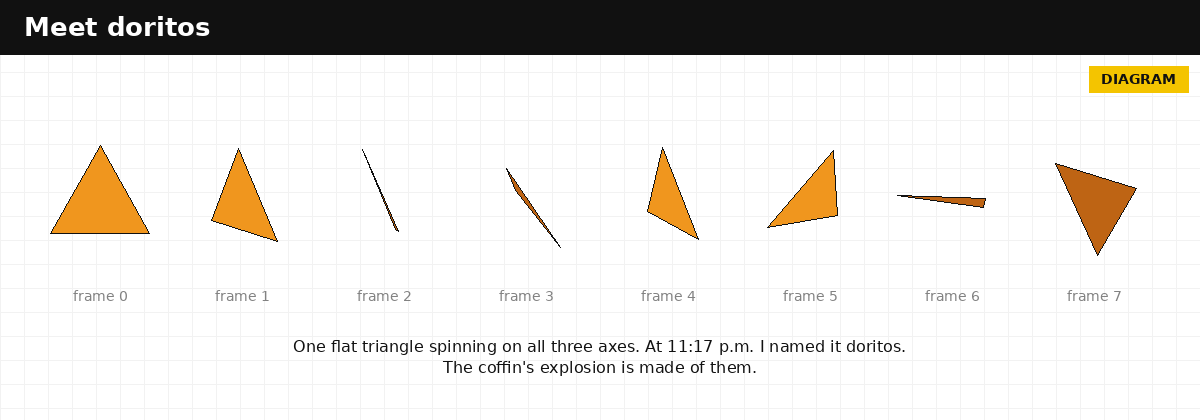 Meet doritos
DIAGRAM
frame 0
frame 1
frame 2
frame 3
frame 4
frame 5
frame 6
frame 7
One flat triangle spinning on all three axes. At 11:17 p.m. I named it doritos.
The coffin's explosion is made of them.